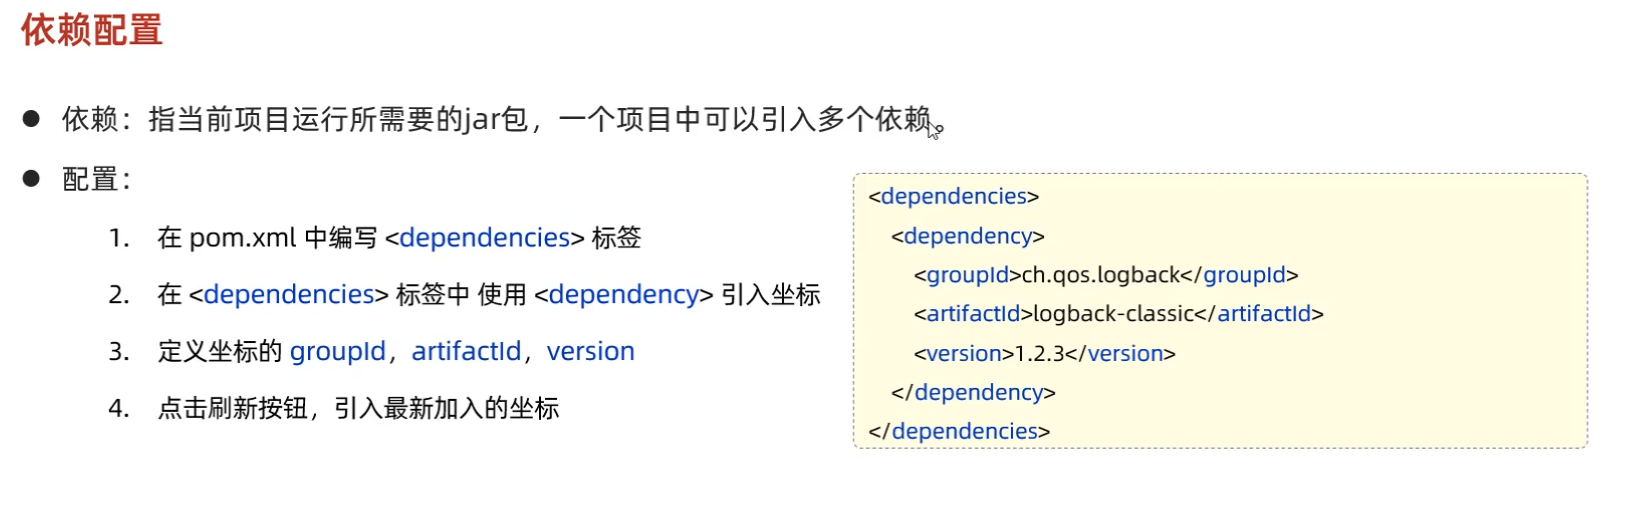 依赖配置
● 依赖：指当前项目运行所需要的jar包，一个项目中可以引入多个依赖。
● 配置：
1. 在 pom.xml 中编写 <dependencies> 标签
2. 在 <dependencies> 标签中 使用 <dependency> 引入坐标
3. 定义坐标的 groupId，artifactId，version
4. 点击刷新按钮，引入最新加入的坐标
<dependencies>
<dependency>
<groupId>ch.qos.logback</groupId>
<artifactId>logback-classic</artifactId>
<version>1.2.3</version>
</dependency>
</dependencies>